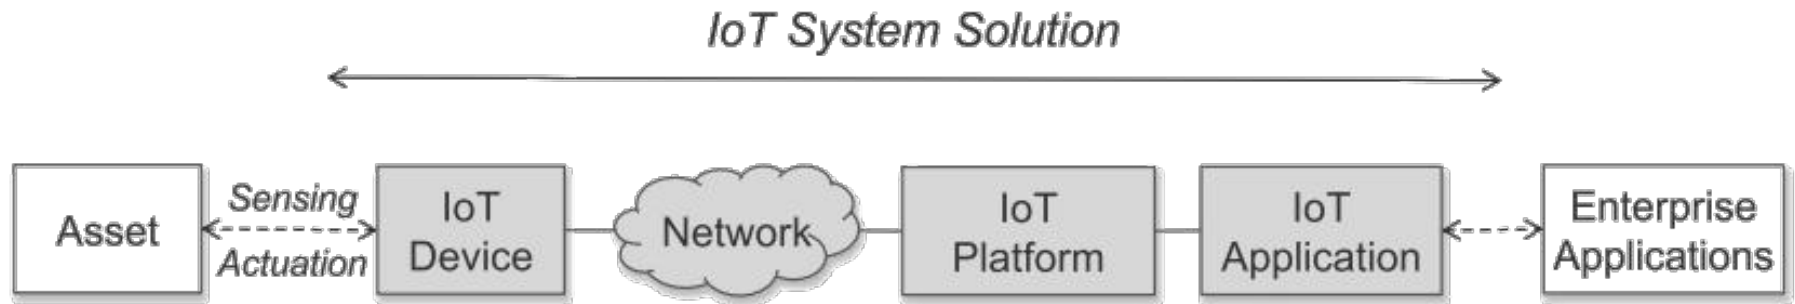 IoT System Solution
Asset
Sensing
Actuation
IoT
Device
Network
IoT
Platform
IoT
Application
Enterprise
Applications